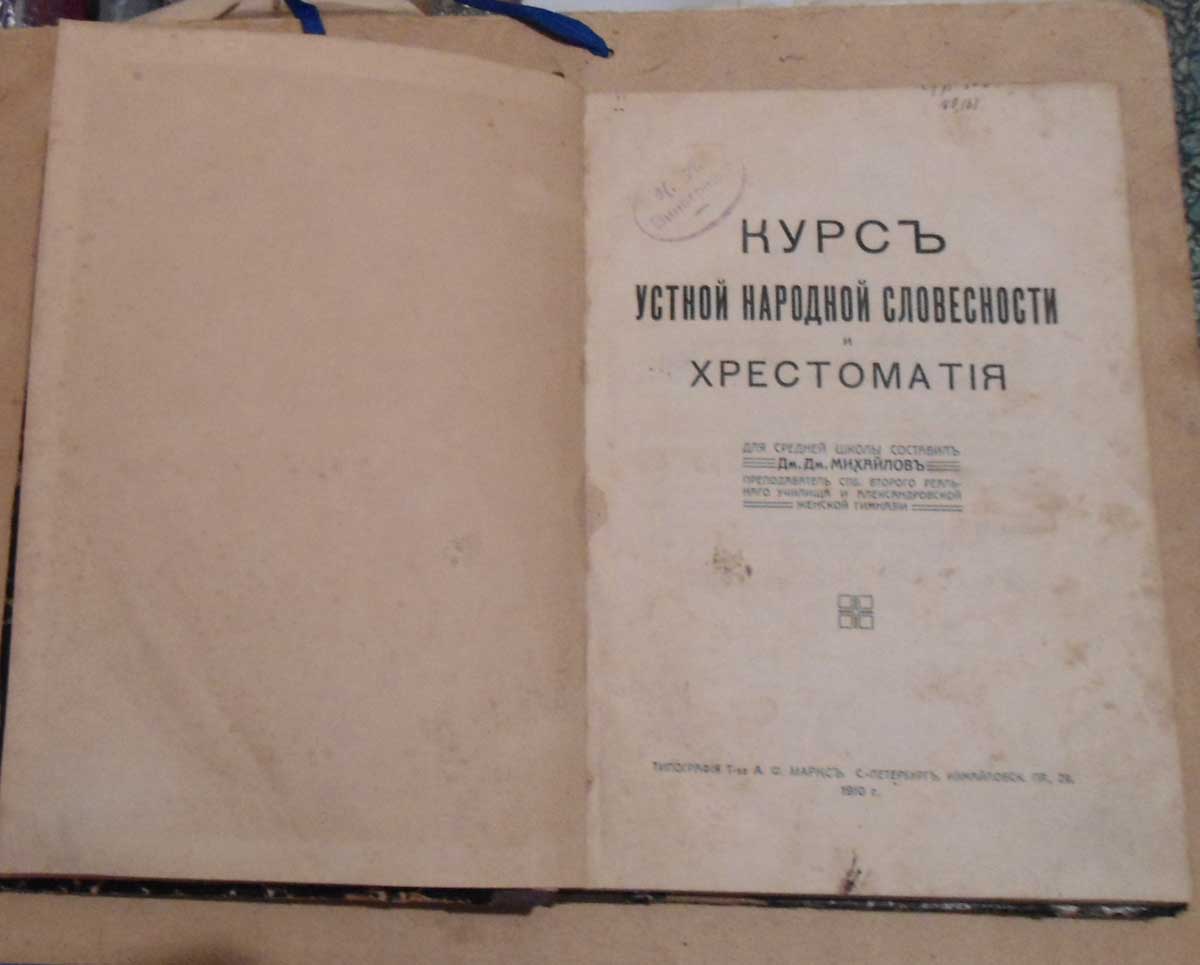 КУРСЪ
УСТНОЙ НАРОДНОЙ СЛОВЕСНОСТИ
И
ХРЕСТОМАТІЯ
ДЛЯ СРЕДНЕЙ ШКОЛЫ СОСТАВИЛЪ
Дм. Дм. МИХАЙЛОВЪ
ПРЕПОДАВАТЕЛЬ СПБ. ВТОРОГО РЕАЛЬ-
НАГО УЧИЛИЩА И АЛЕКСАНДРОВСКОЙ
ЖЕНСКОЙ ГИМНАЗІИ
ТИПОГРАФІЯ Т-ва А. Ф. МАРКСЪ, С.-ПЕТЕРБУРГЪ, ИЗМАЙЛОВСК. ПР., 29.
1910 г.